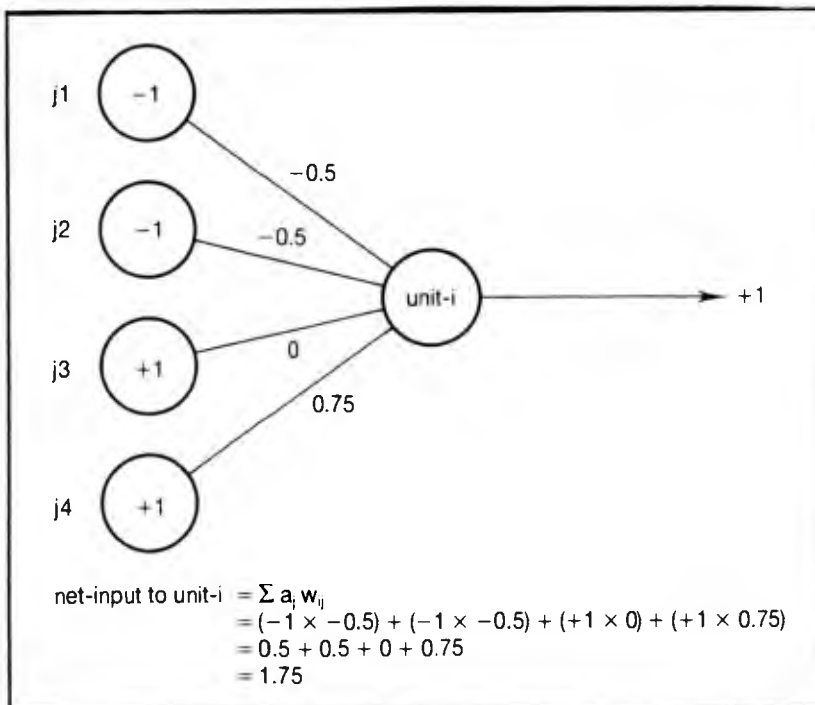 j1
−1
−0.5
j2
−1
−0.5
unit-i
+1
j3
+1
0
0.75
j4
+1
net-input to unit-i = Σ aⱼ wᵢⱼ
= (−1 × −0.5) + (−1 × −0.5) + (+1 × 0) + (+1 × 0.75)
= 0.5 + 0.5 + 0 + 0.75
= 1.75